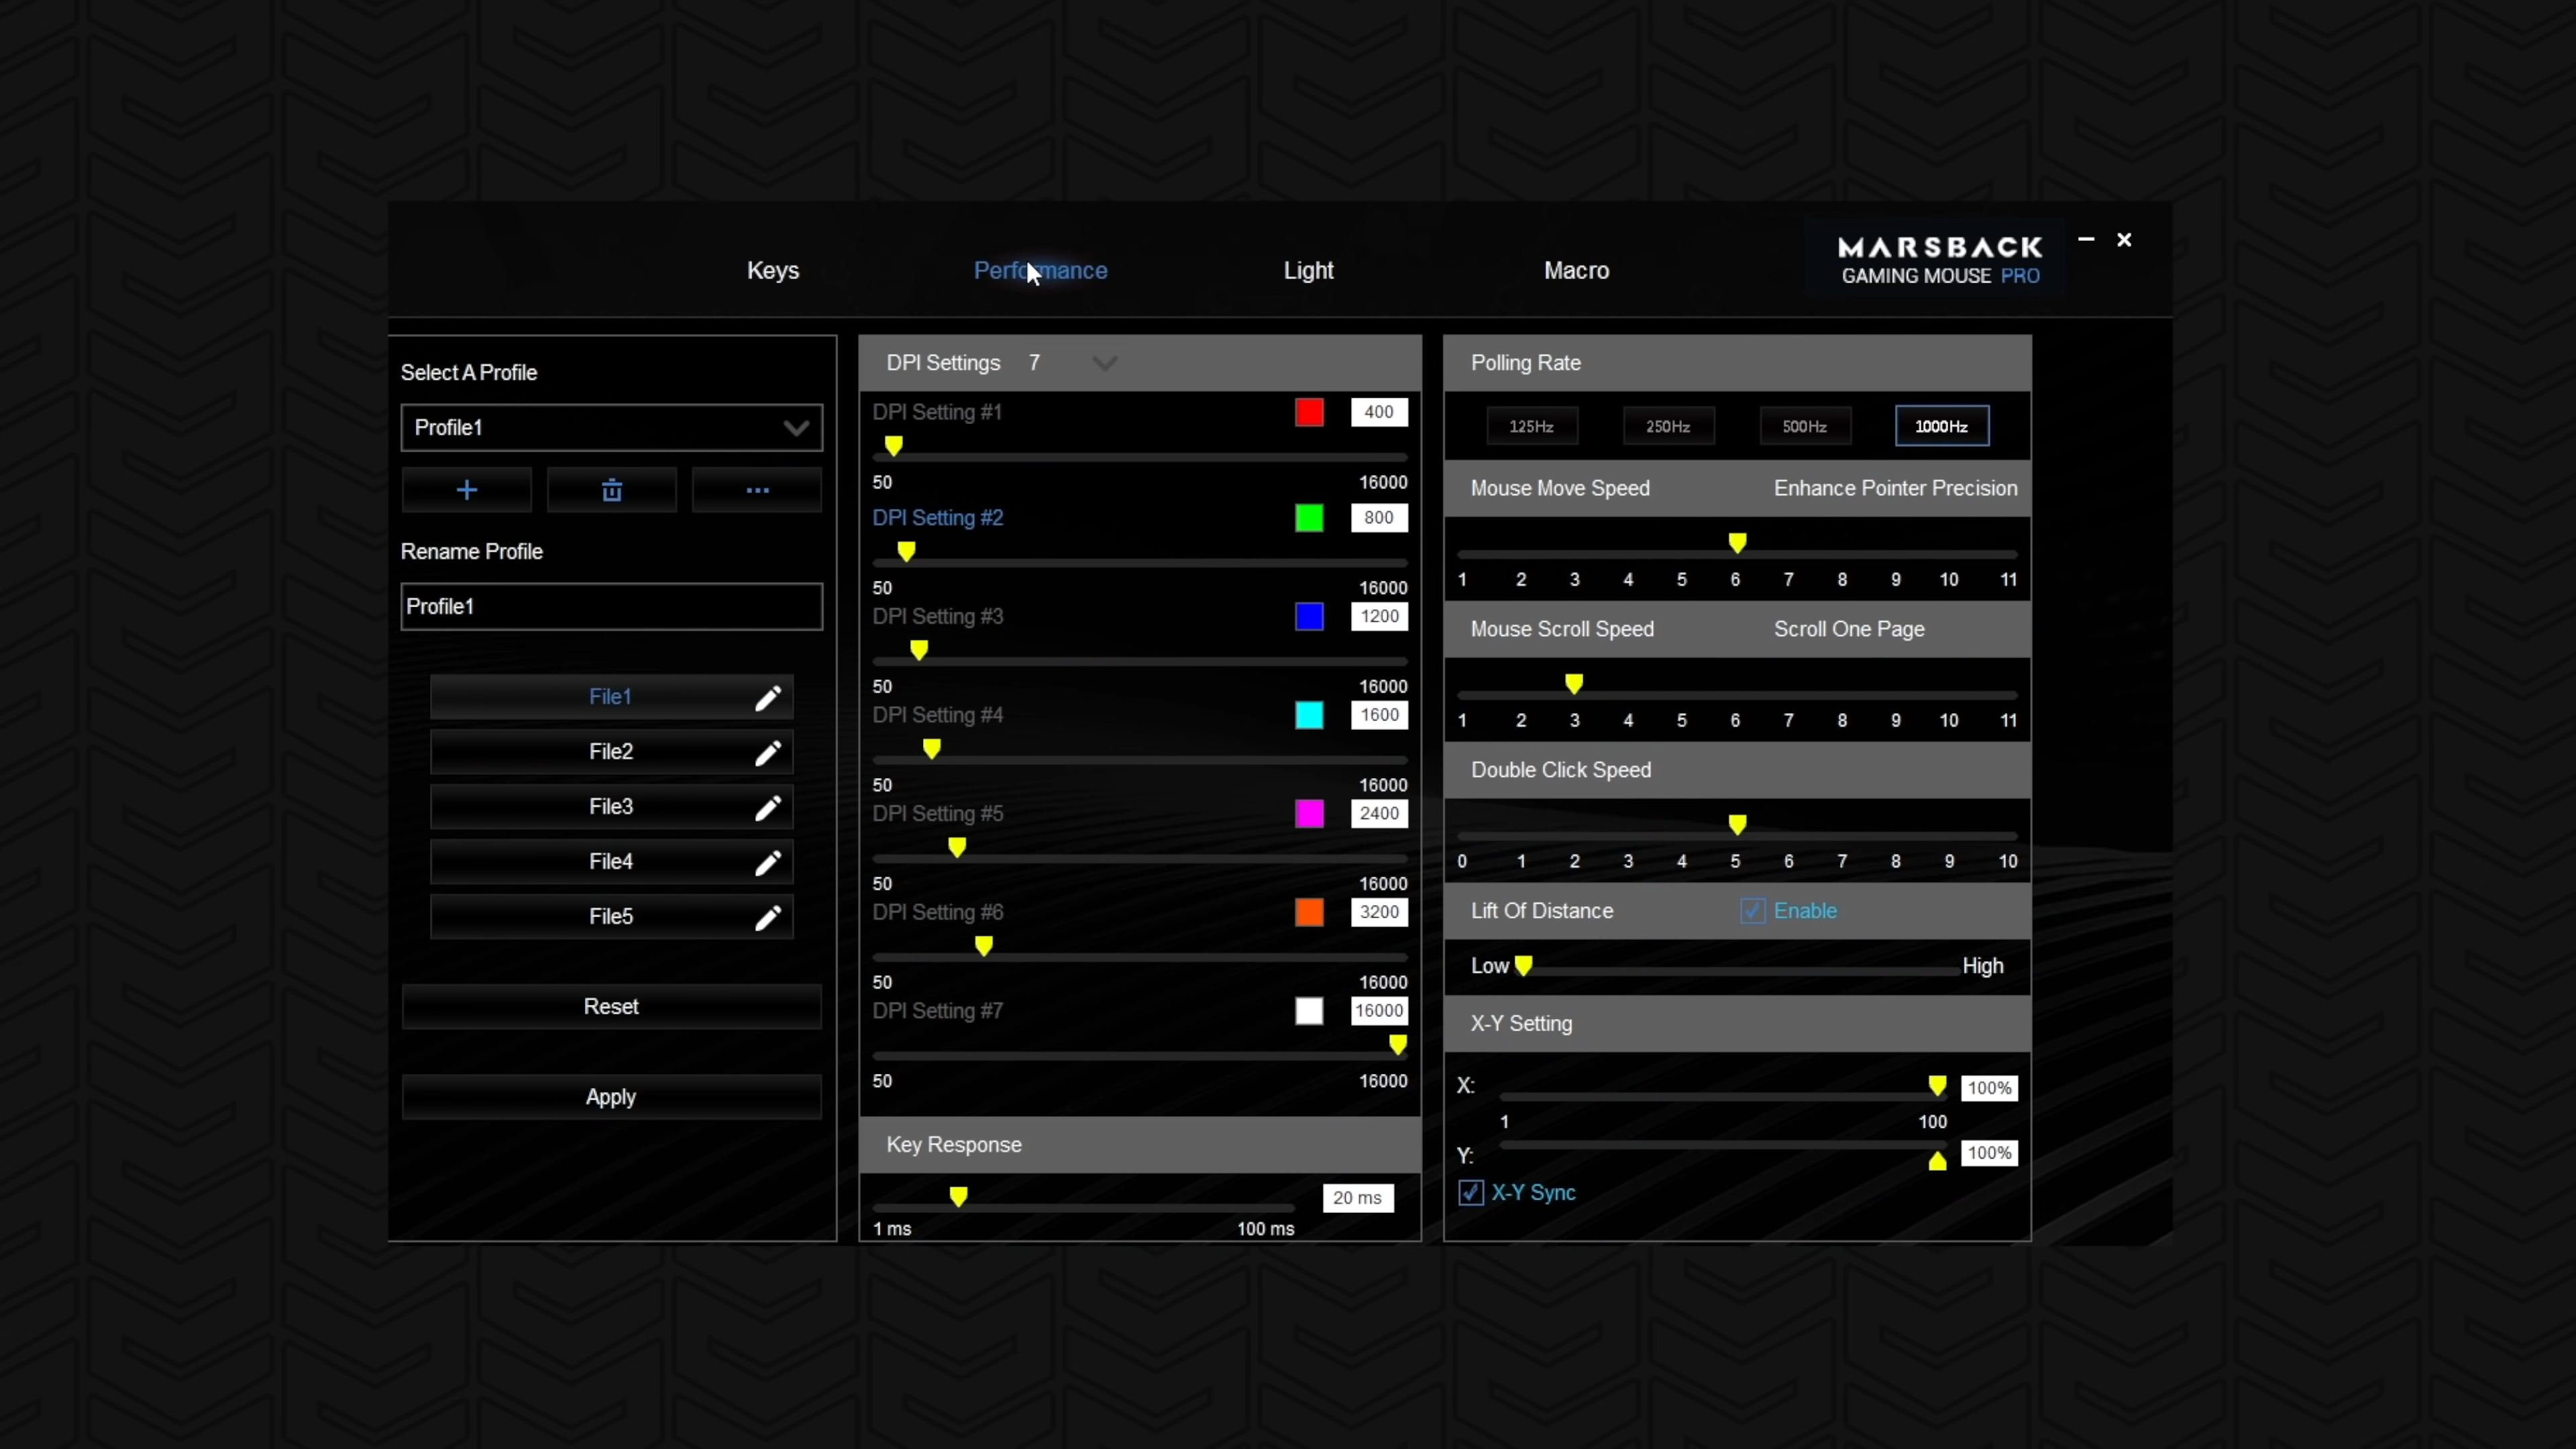 Keys
Performance
Light
Macro
MARSBACK
GAMING MOUSE PRO
Select A Profile
Profile1
Rename Profile
Profile1
File1
File2
File3
File4
File5
Reset
Apply
DPI Settings 7
DPI Setting #1 400
50 16000
DPI Setting #2 800
50 16000
DPI Setting #3 1200
50 16000
DPI Setting #4 1600
50 16000
DPI Setting #5 2400
50 16000
DPI Setting #6 3200
50 16000
DPI Setting #7 16000
50 16000
Key Response
20 ms
1 ms 100 ms
Polling Rate
125Hz 250Hz 500Hz 1000Hz
Mouse Move Speed Enhance Pointer Precision
1 2 3 4 5 6 7 8 9 10 11
Mouse Scroll Speed Scroll One Page
1 2 3 4 5 6 7 8 9 10 11
Double Click Speed
0 1 2 3 4 5 6 7 8 9 10
Lift Of Distance Enable
Low High
X-Y Setting
X: 100%
1 100
Y: 100%
X-Y Sync